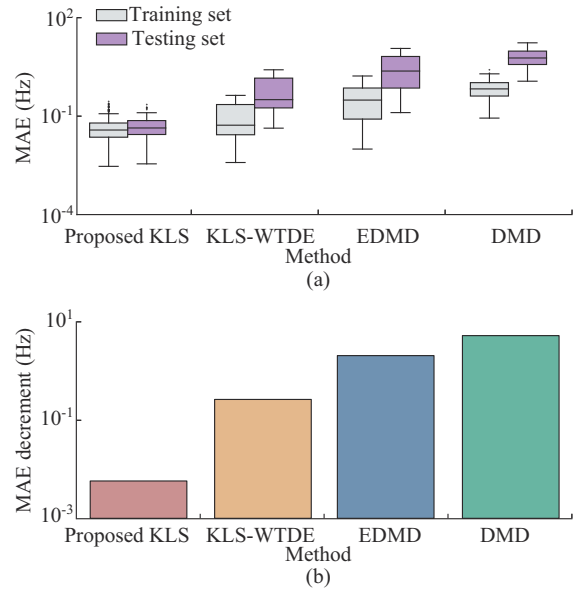 Training set
Testing set
MAE (Hz)
10^2
10^-1
10^-4
Proposed KLS KLS-WTDE EDMD DMD
Method
(a)
MAE decrement (Hz)
10^1
10^-1
10^-3
Proposed KLS KLS-WTDE EDMD DMD
Method
(b)